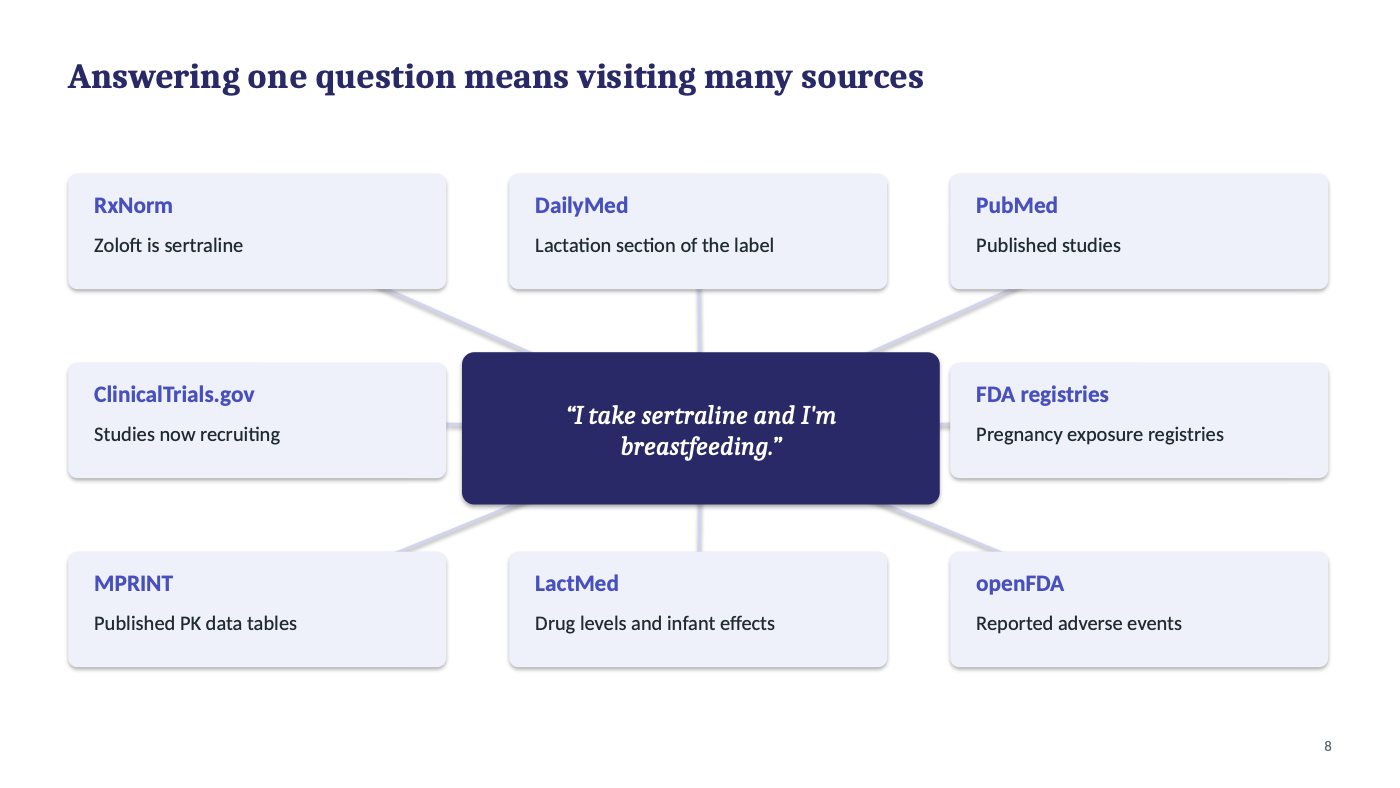 Answering one question means visiting many sources
RxNorm
Zoloft is sertraline
DailyMed
Lactation section of the label
PubMed
Published studies
ClinicalTrials.gov
Studies now recruiting
“I take sertraline and I'm
breastfeeding.”
FDA registries
Pregnancy exposure registries
MPRINT
Published PK data tables
LactMed
Drug levels and infant effects
openFDA
Reported adverse events
8